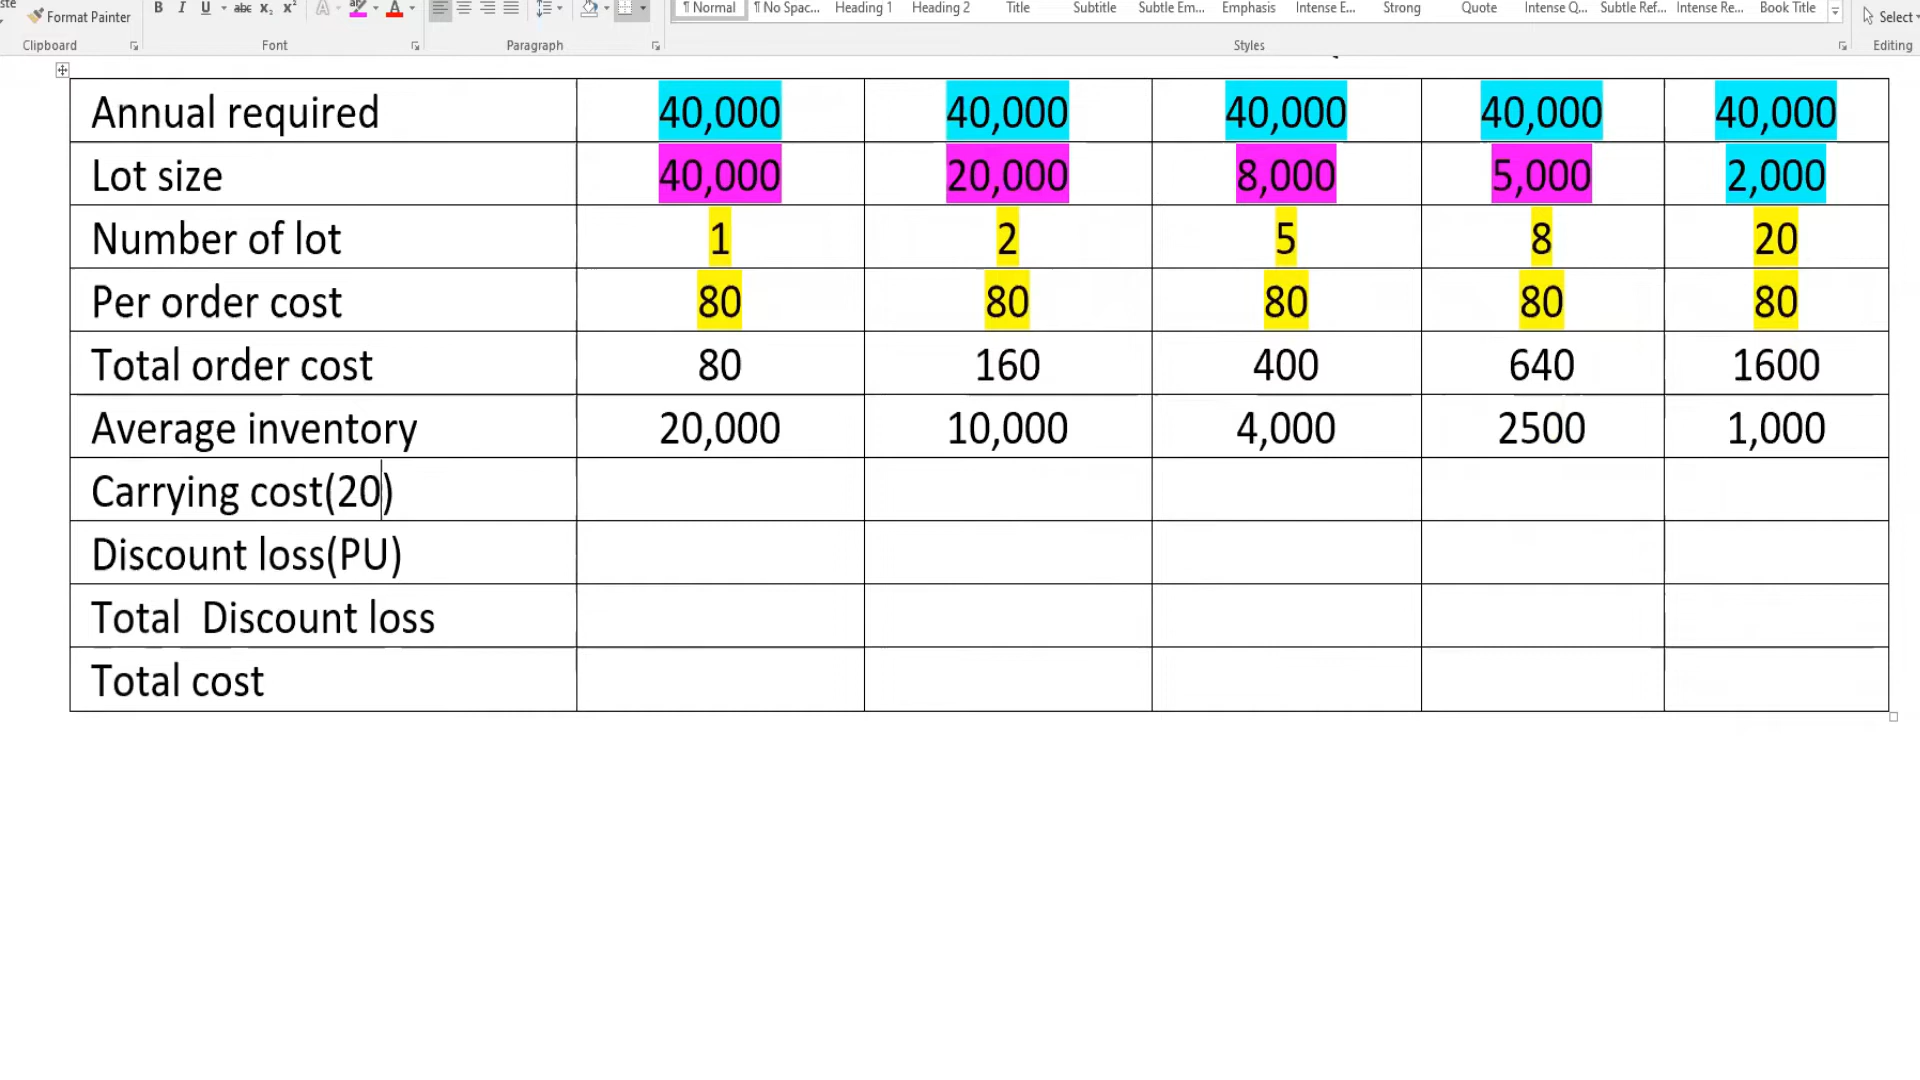 Format Painter
B I U abc X₂ X² A A
Normal No Spac... Heading 1 Heading 2 Title Subtitle Subtle Em... Emphasis Intense E... Strong Quote Intense Q... Subtle Ref... Intense Re... Book Title
Select
Clipboard Font Paragraph Styles Editing
Annual required 40,000 40,000 40,000 40,000 40,000
Lot size 40,000 20,000 8,000 5,000 2,000
Number of lot 1 2 5 8 20
Per order cost 80 80 80 80 80
Total order cost 80 160 400 640 1600
Average inventory 20,000 10,000 4,000 2500 1,000
Carrying cost(20)
Discount loss(PU)
Total Discount loss
Total cost